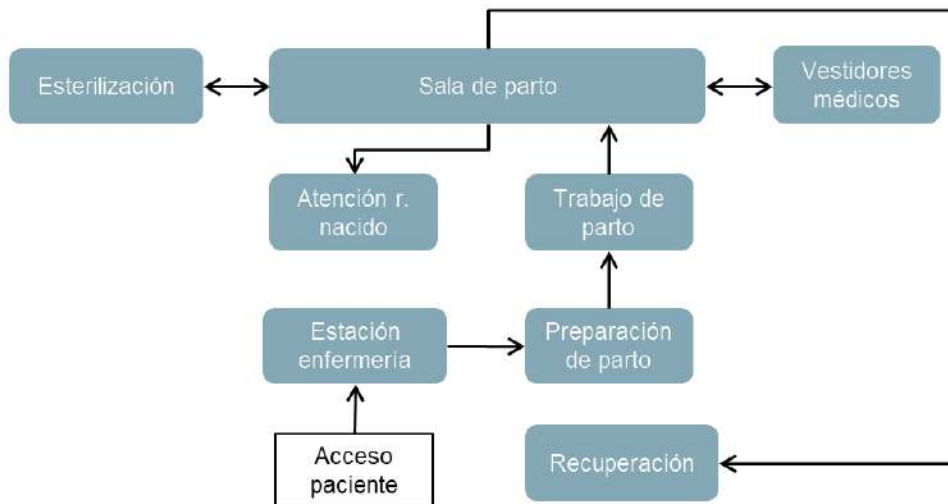 Esterilización
Sala de parto
Vestidores
médicos
Atención r.
nacido
Trabajo de
parto
Estación
enfermería
Preparación
de parto
Acceso
paciente
Recuperación